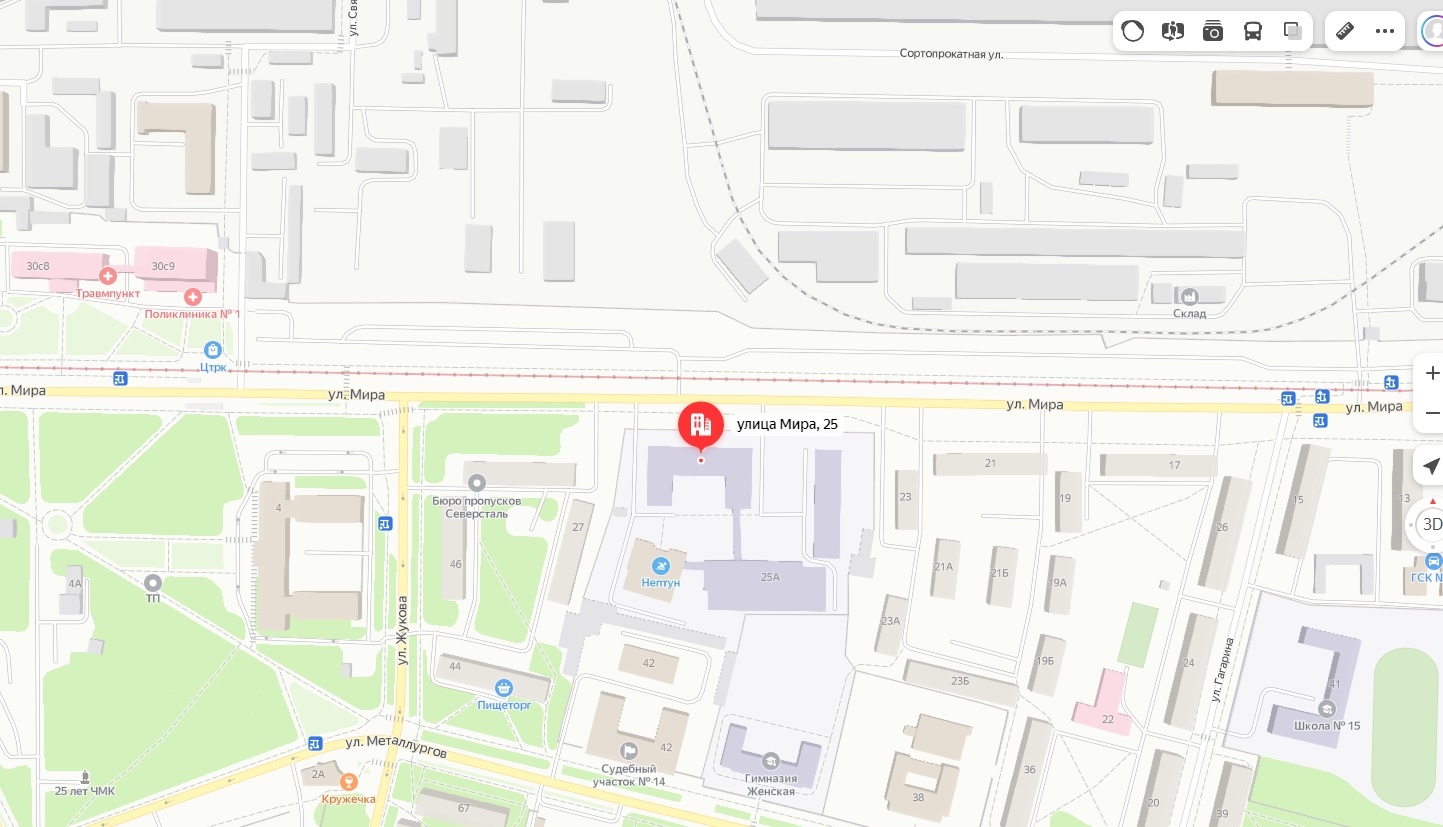 ул. Свя
Сортопрокатная ул.
30с8
30с9
Травмпункт
Поликлиника № 1
Склад
Цтрк
л. Мира
ул. Мира
ул. Мира
ул. Мира
улица Мира, 25
21
17
4
Бюро пропусков
Северсталь
23
19
15
13
27
26
3D
46
4А
ТП
Нептун
25А
21А
21Б
19А
ГСК №
ул. Жукова
23А
44
42
19Б
24
ул. Гагарина
23Б
41
Пищеторг
22
Школа № 15
38
ул. Металлургов
42
Судебный
участок № 14
Гимназия
Женская
36
2А
25 лет ЧМК
Кружечка
38
67
20
39